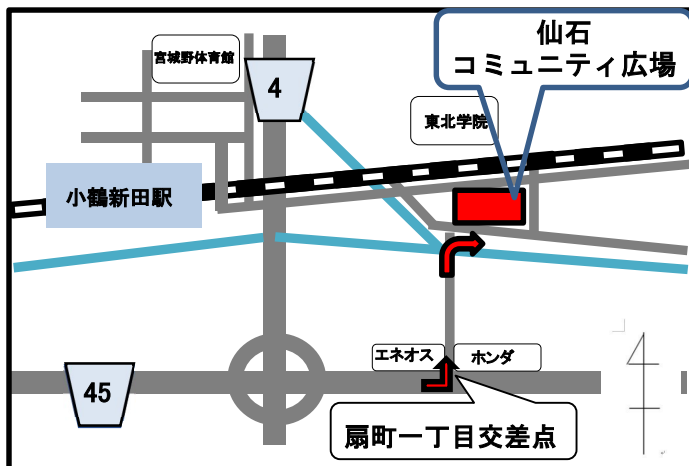 仙石
コミュニティ広場
宮城野体育館
4
東北学院
小鶴新田駅
エネオス
ホンダ
45
扇町一丁目交差点